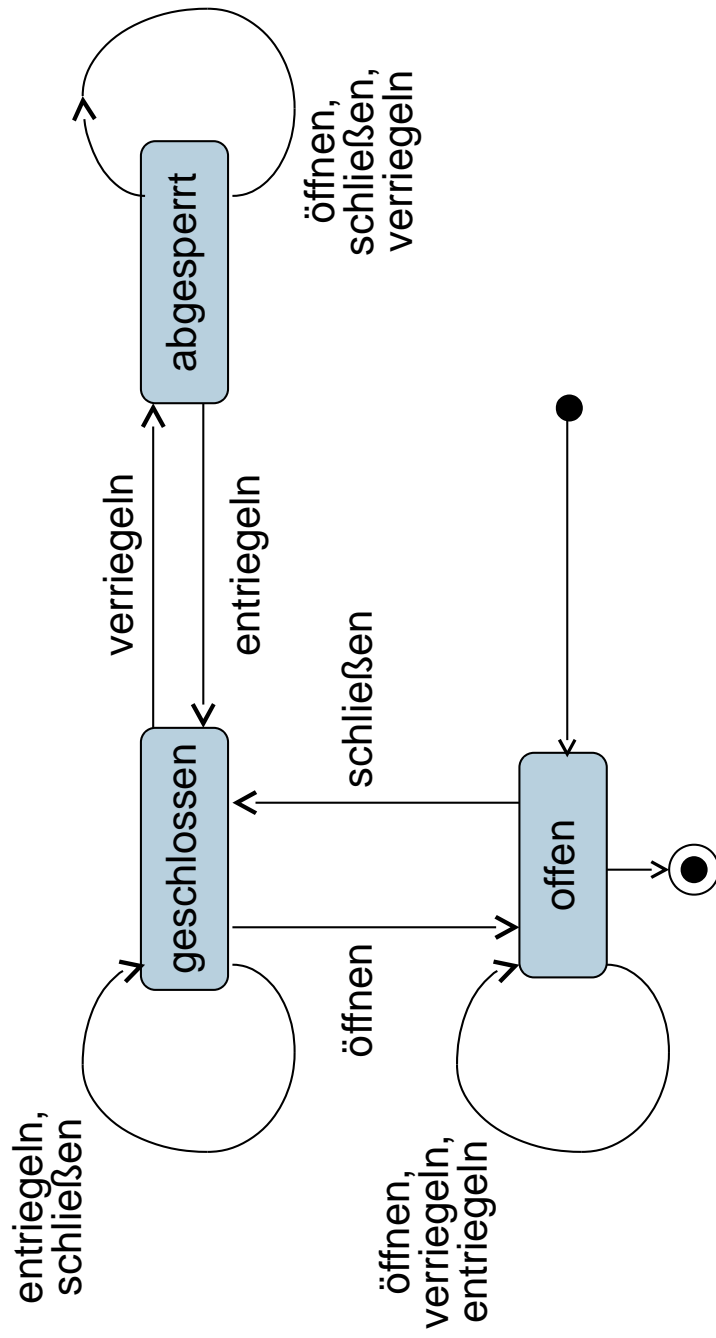 entriegeln,
schließen
geschlossen
verriegeln
entriegeln
abgesperrt
öffnen,
schließen,
verriegeln
öffnen
schließen
öffnen,
verriegeln,
entriegeln
offen